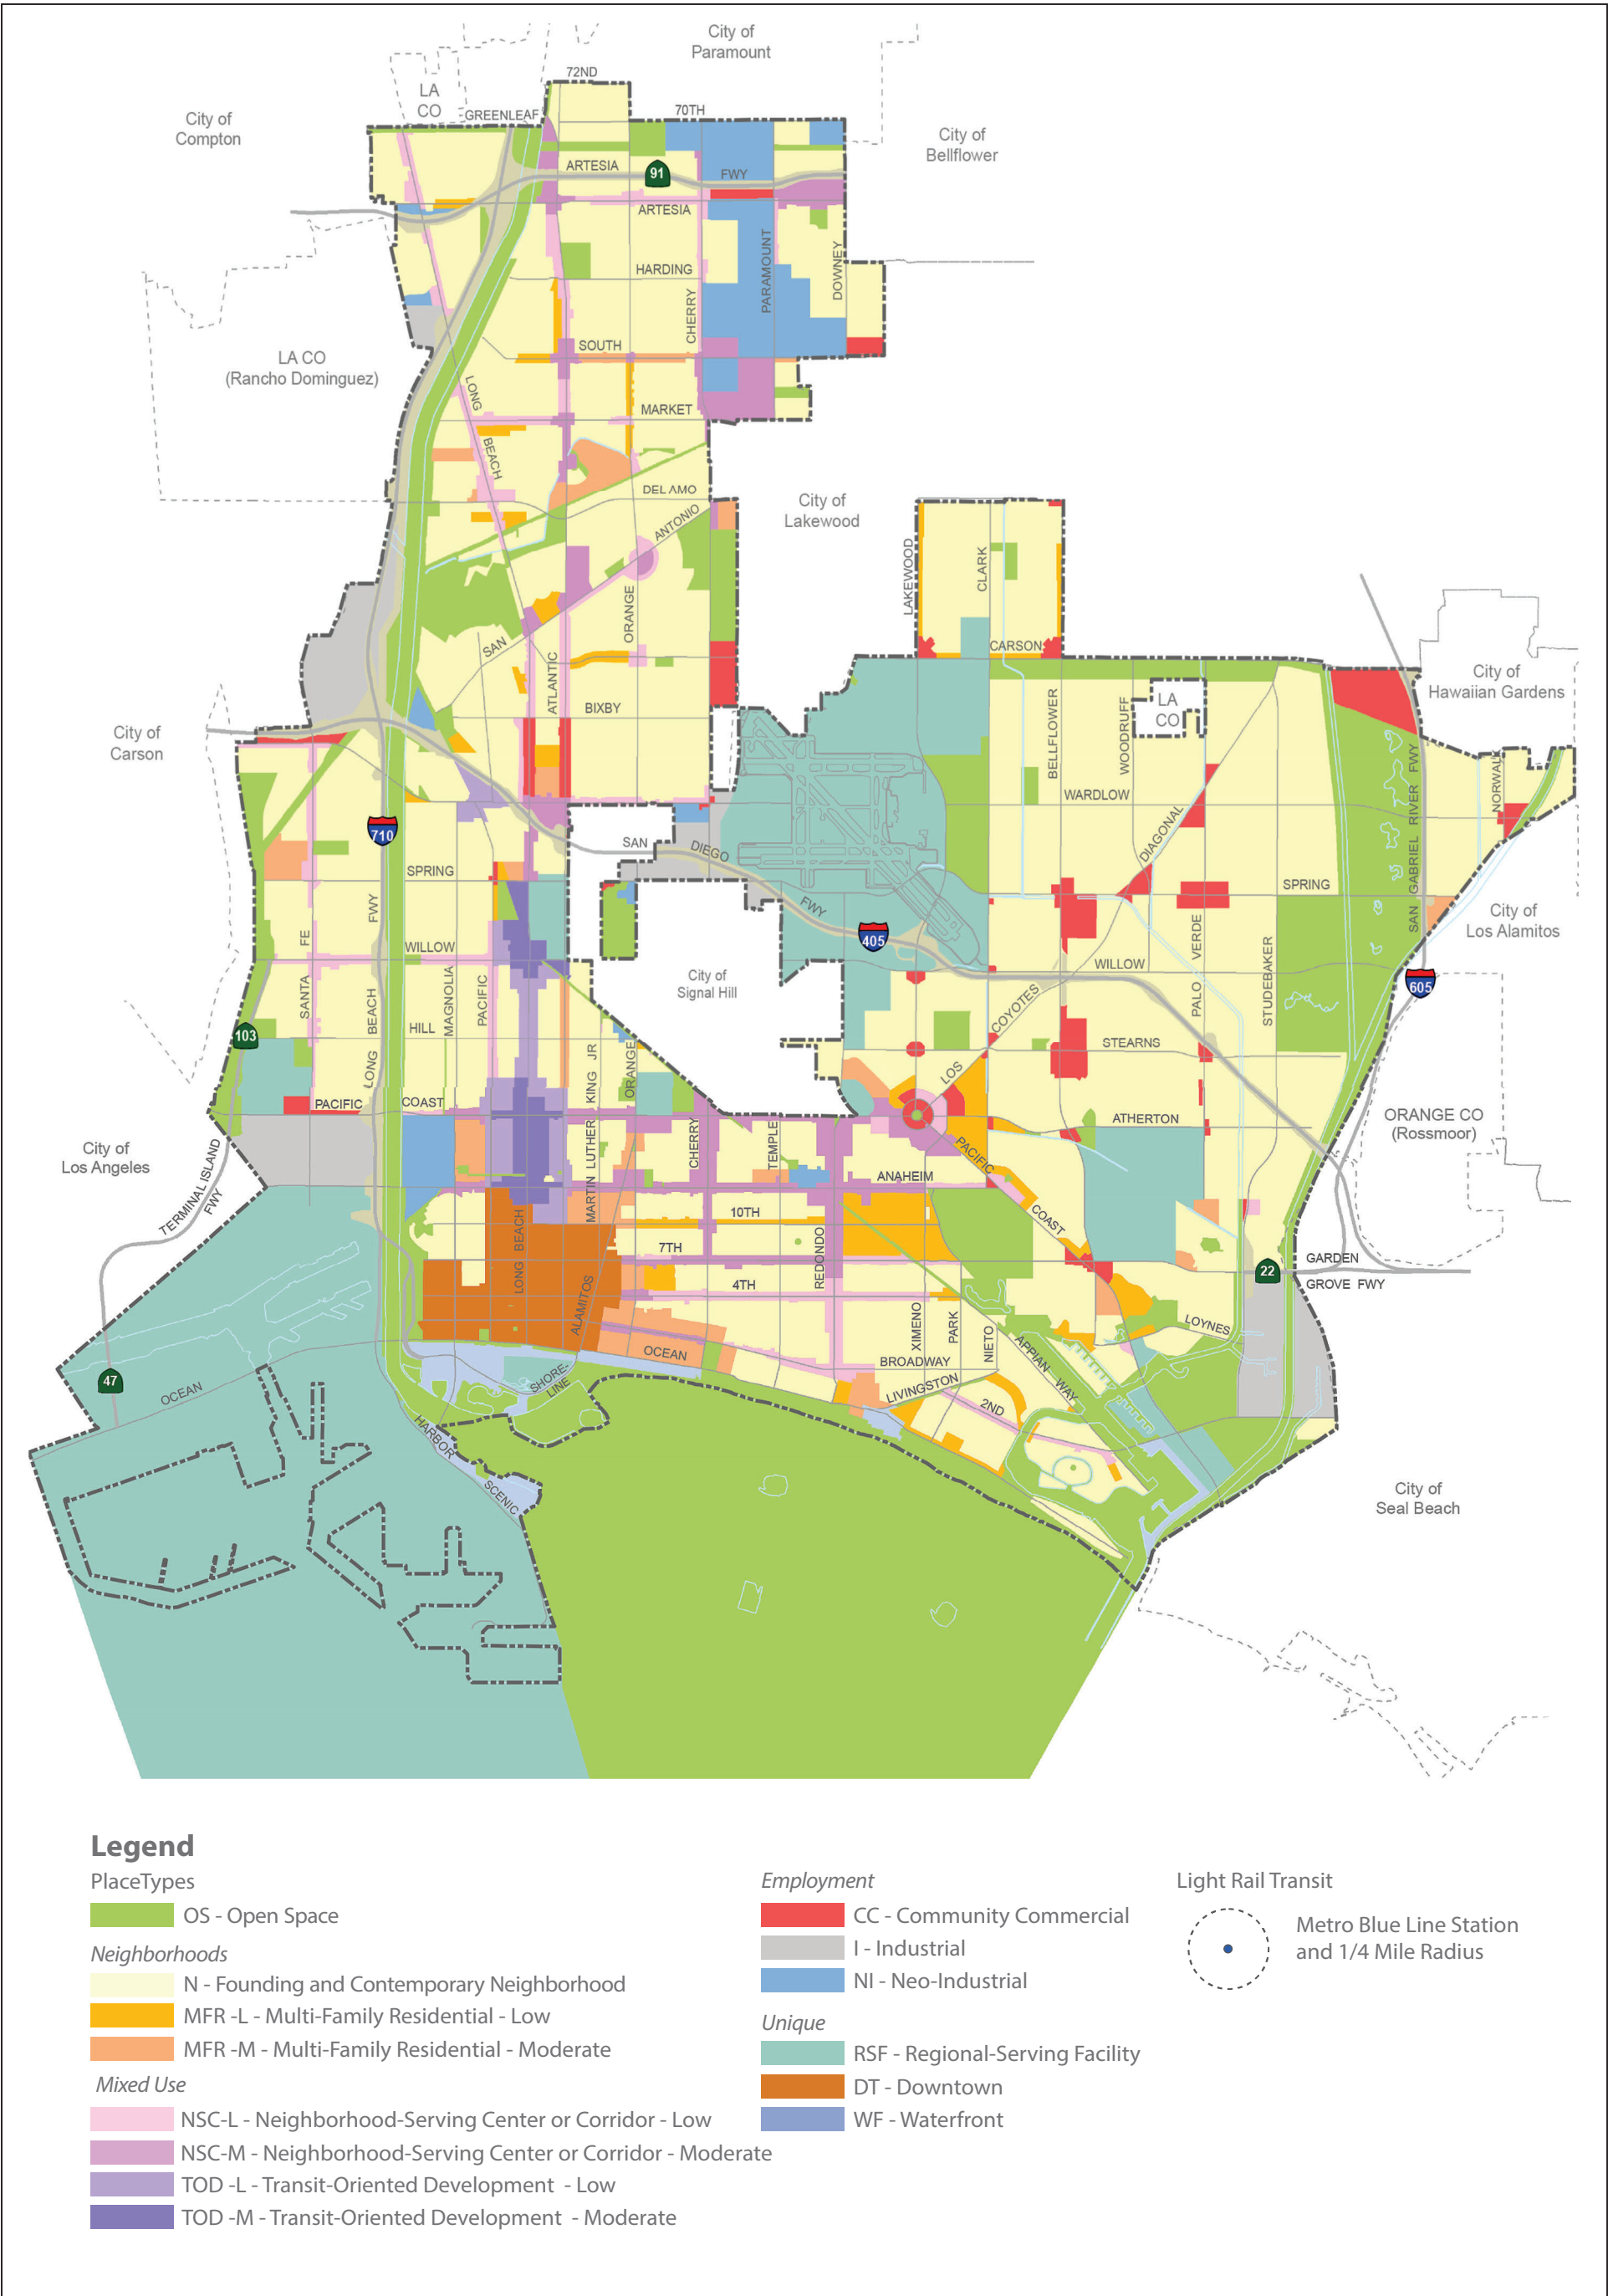 City of
Paramount
72ND
LA
CO
GREENLEAF
70TH
City of
Compton
City of
Bellflower
ARTESIA
91
FWY
ARTESIA
HARDING
PARAMOUNT
DOWNEY
CHERRY
SOUTH
LA CO
(Rancho Dominguez)
LONG
BEACH
MARKET
DEL AMO
City of
Lakewood
ANTONIO
LAKEWOOD
CLARK
ORANGE
SAN
CARSON
City of
Hawaiian Gardens
ATLANTIC
BIXBY
BELLFLOWER
WOODRUFF
LA
CO
City of
Carson
WARDLOW
NORWALK
SAN GABRIEL RIVER FWY
710
DIAGONAL
SAN
DIEGO
SPRING
SPRING
FWY
FWY
405
City of
Los Alamitos
SANTA
FE
WILLOW
WILLOW
City of
Signal Hill
PALO VERDE
STUDEBAKER
605
MAGNOLIA
PACIFIC
COYOTES
LOS
LONG
BEACH
HILL
103
STEARNS
MARTIN LUTHER KING JR
ORANGE
PACIFIC
COAST
ATHERTON
ORANGE CO
(Rossmoor)
City of
Los Angeles
CHERRY
TEMPLE
PACIFIC
COAST
ANAHEIM
TERMINAL ISLAND
FWY
10TH
LONG BEACH
7TH
REDONDO
GARDEN
GROVE FWY
22
4TH
ALAMITOS
XIMENO
PARK
NIETO
LOYNES
APPIAN
WAY
OCEAN
BROADWAY
LIVINGSTON
47
OCEAN
SHORE-
LINE
2ND
HARBOR
SCENIC
City of
Seal Beach
Legend
PlaceTypes
OS - Open Space
Neighborhoods
N - Founding and Contemporary Neighborhood
MFR -L - Multi-Family Residential - Low
MFR -M - Multi-Family Residential - Moderate
Mixed Use
NSC-L - Neighborhood-Serving Center or Corridor - Low
NSC-M - Neighborhood-Serving Center or Corridor - Moderate
TOD -L - Transit-Oriented Development - Low
TOD -M - Transit-Oriented Development - Moderate
Employment
CC - Community Commercial
I - Industrial
NI - Neo-Industrial
Unique
RSF - Regional-Serving Facility
DT - Downtown
WF - Waterfront
Light Rail Transit
Metro Blue Line Station
and 1/4 Mile Radius